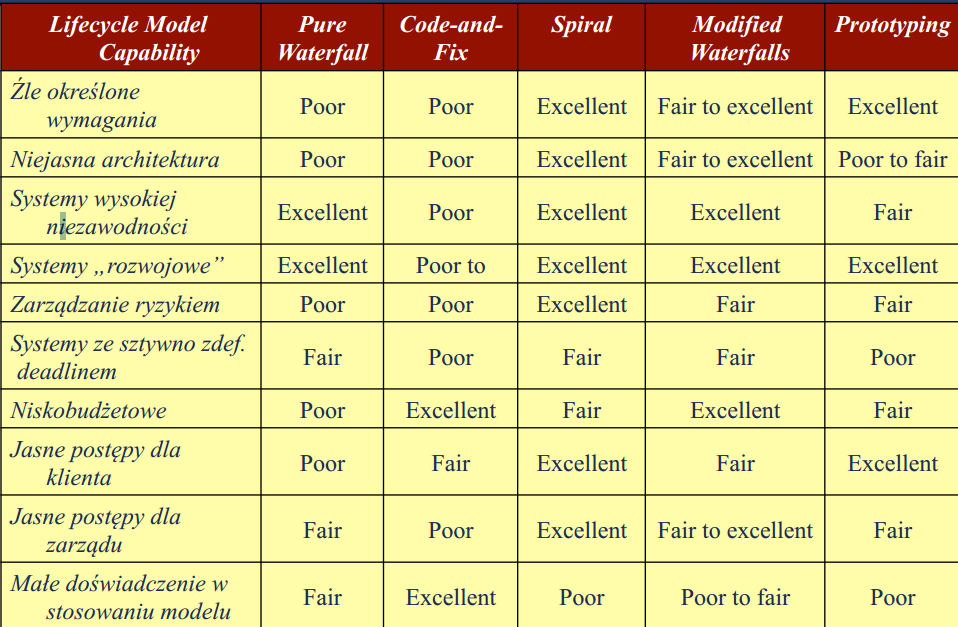 Lifecycle Model Pure Code-and- Spiral Modified Prototyping
Capability Waterfall Fix Waterfalls
Źle określone
wymagania Poor Poor Excellent Fair to excellent Excellent
Niejasna architektura Poor Poor Excellent Fair to excellent Poor to fair
Systemy wysokiej
niezawodności Excellent Poor Excellent Excellent Fair
Systemy „rozwojowe” Excellent Poor to Excellent Excellent Excellent
Zarządzanie ryzykiem Poor Poor Excellent Fair Fair
Systemy ze sztywno zdef.
deadlinem Fair Poor Fair Fair Poor
Niskobudżetowe Poor Excellent Fair Excellent Fair
Jasne postępy dla
klienta Poor Fair Excellent Fair Excellent
Jasne postępy dla
zarządu Fair Poor Excellent Fair to excellent Fair
Małe doświadczenie w
stosowaniu modelu Fair Excellent Poor Poor to fair Poor